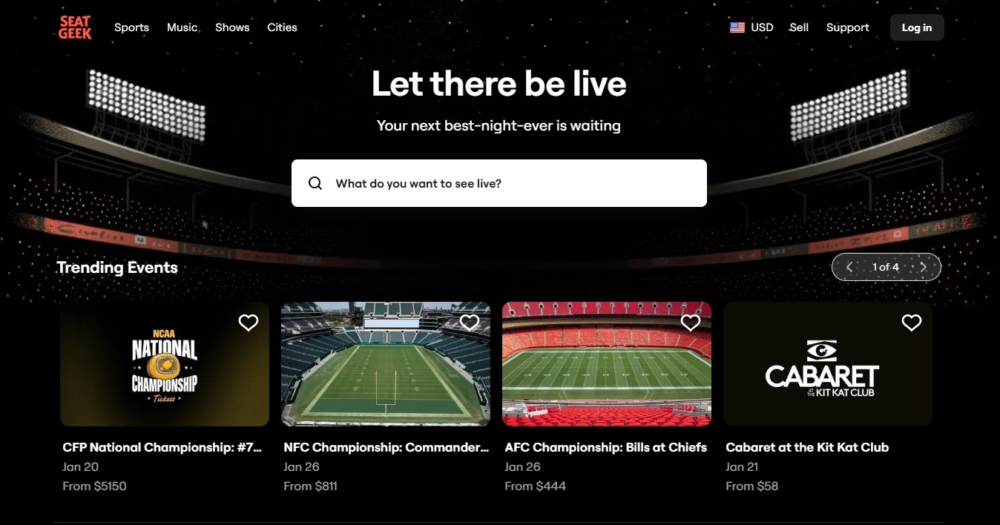 SEAT
GEEK
Sports
Music
Shows
Cities
USD
Sell
Support
Log in
Let there be live
Your next best-night-ever is waiting
What do you want to see live?
Trending Events
1 of 4
NCAA
NATIONAL
CHAMPIONSHIP
Tickets
CABARET
AT THE KIT KAT CLUB
CFP National Championship: #7...
Jan 20
From $5150
NFC Championship: Commander...
Jan 26
From $811
AFC Championship: Bills at Chiefs
Jan 26
From $444
Cabaret at the Kit Kat Club
Jan 21
From $58